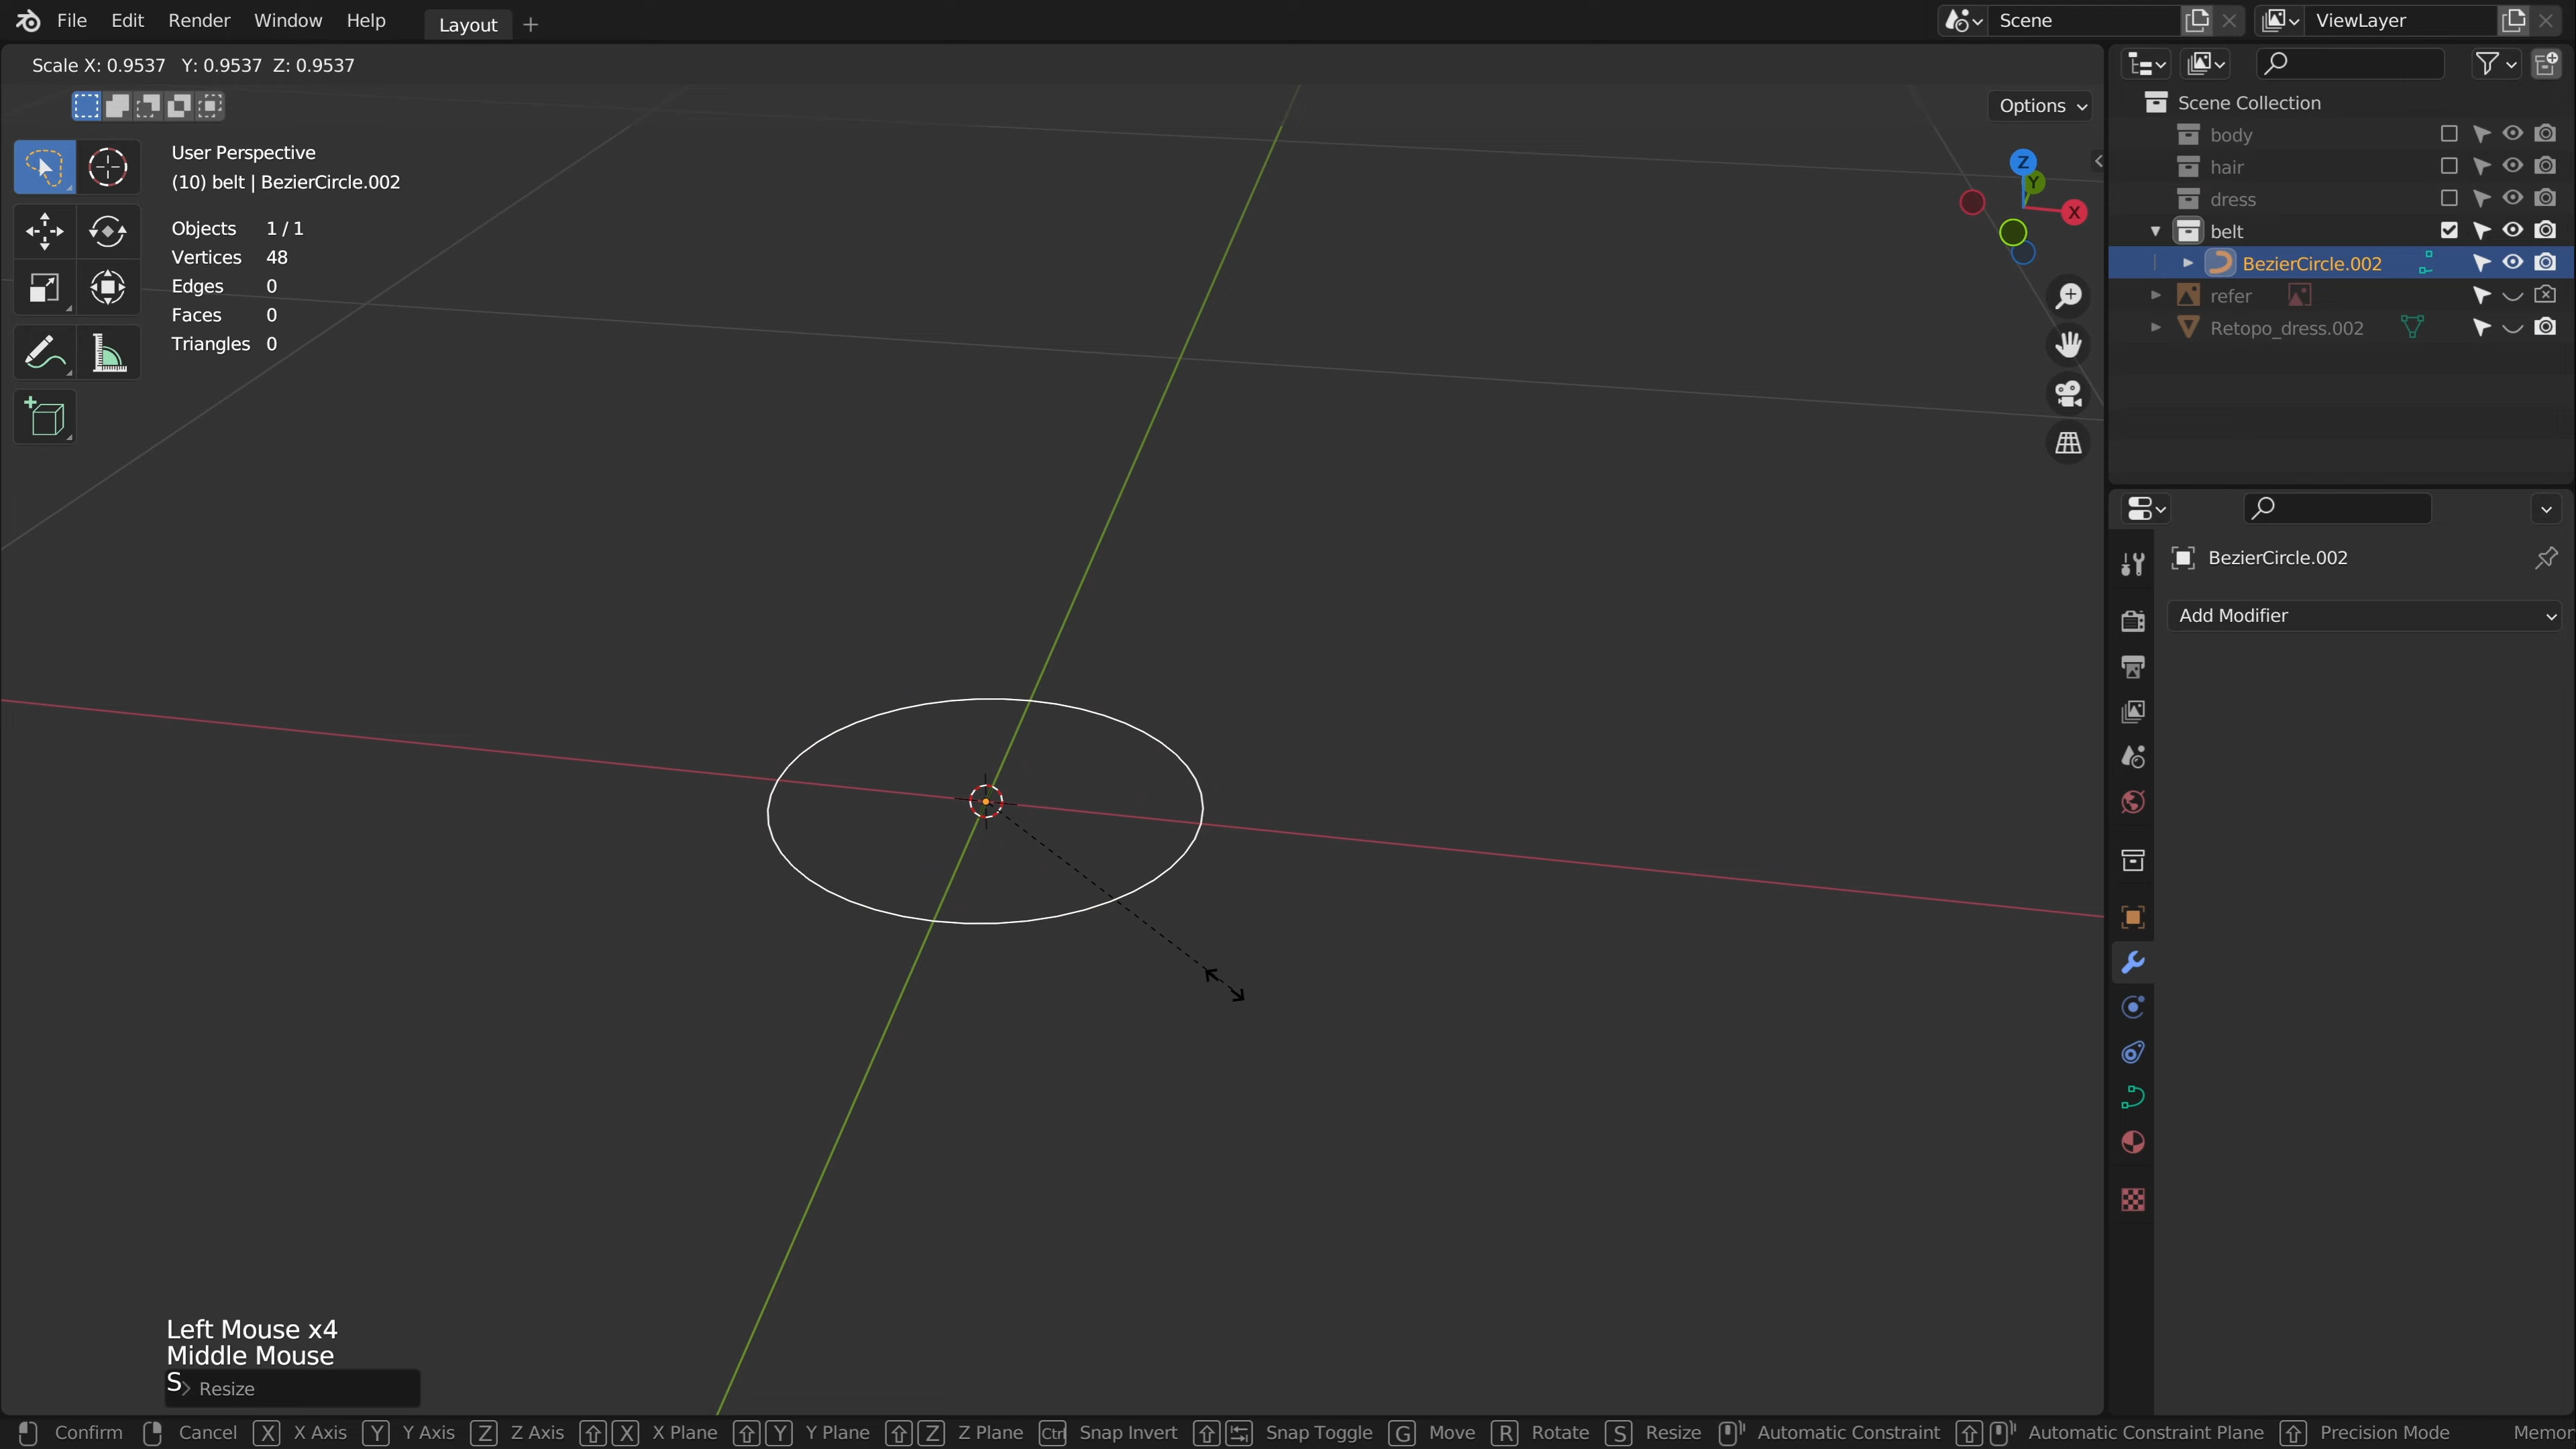 File Edit Render Window Help Layout Scene ViewLayer
Scale X: 0.9537 Y: 0.9537 Z: 0.9537
Options
User Perspective
(10) belt | BezierCircle.002
Objects 1 / 1
Vertices 48
Edges 0
Faces 0
Triangles 0
Z
Y
X
Scene Collection
body
hair
dress
belt
BezierCircle.002
refer
Retopo_dress.002
BezierCircle.002
Add Modifier
Left Mouse x4
Middle Mouse
S
Resize
Confirm Cancel X X Axis Y Y Axis Z Z Axis X X Plane Y Y Plane Z Z Plane Ctrl Snap Invert Snap Toggle G Move R Rotate S Resize Automatic Constraint Automatic Constraint Plane Precision Mode Memor